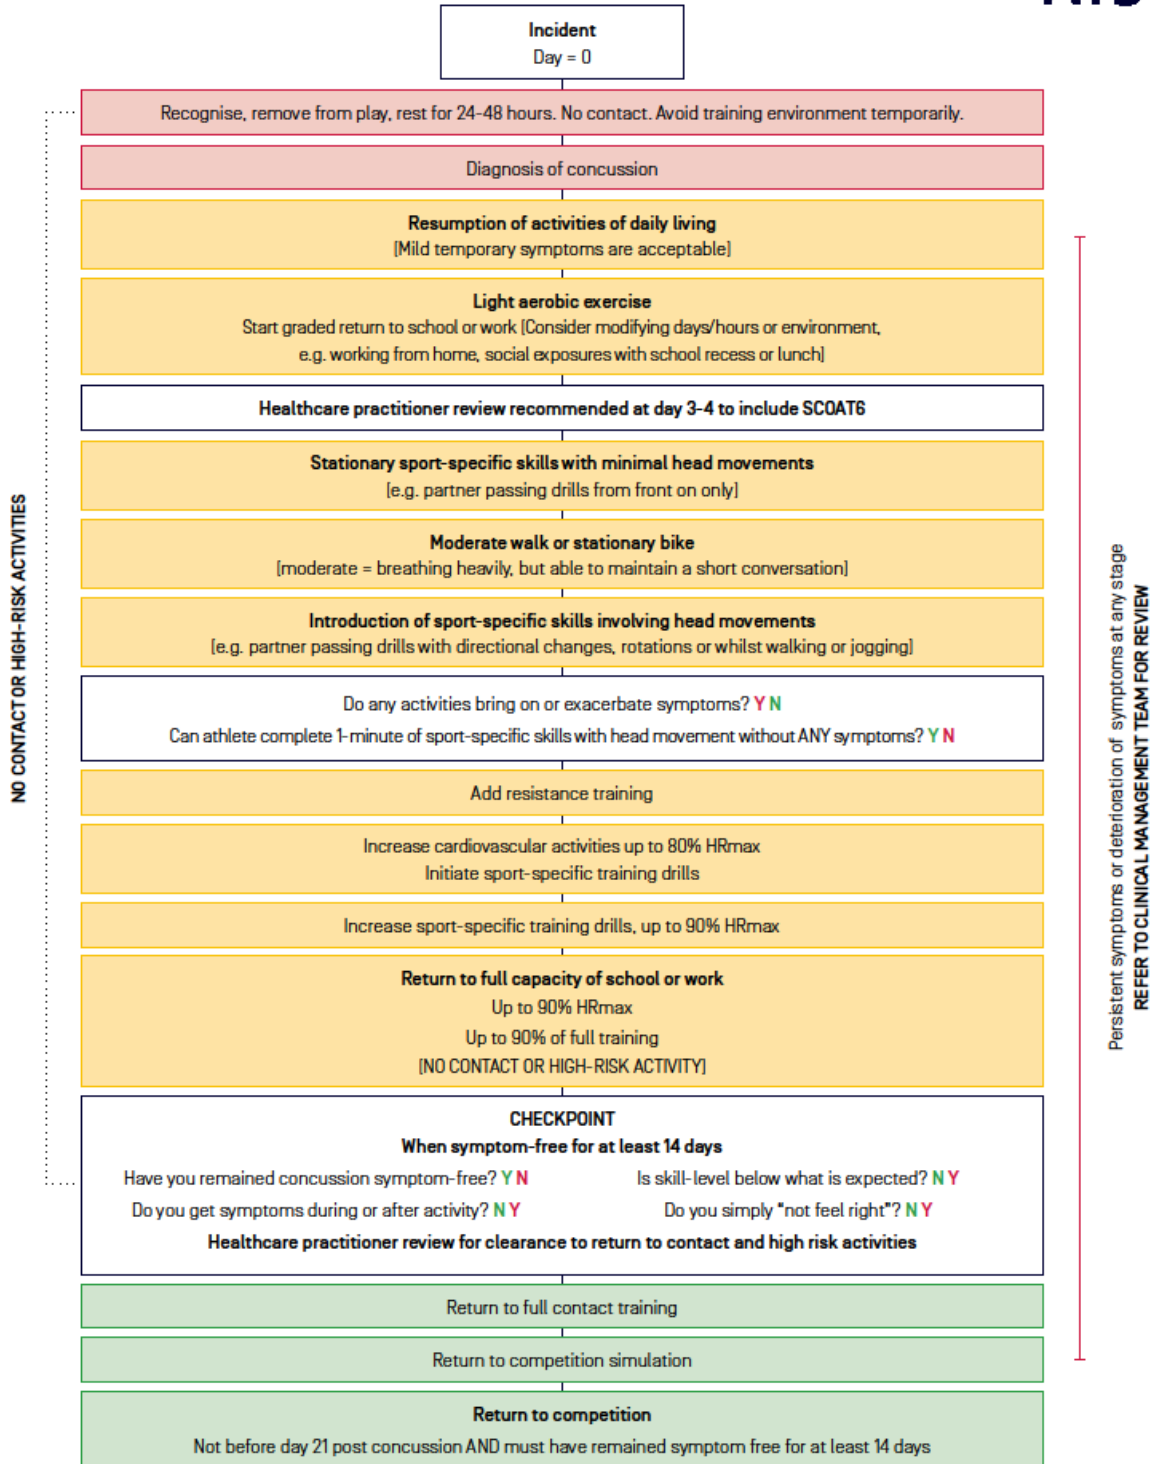 Incident
Day = 0
Recognise, remove from play, rest for 24-48 hours. No contact. Avoid training environment temporarily.
Diagnosis of concussion
Resumption of activities of daily living
[Mild temporary symptoms are acceptable]
Light aerobic exercise
Start graded return to school or work [Consider modifying days/hours or environment,
e.g. working from home, social exposures with school recess or lunch]
Healthcare practitioner review recommended at day 3-4 to include SCOAT6
Stationary sport-specific skills with minimal head movements
[e.g. partner passing drills from front on only]
Moderate walk or stationary bike
[moderate = breathing heavily, but able to maintain a short conversation]
Introduction of sport-specific skills involving head movements
[e.g. partner passing drills with directional changes, rotations or whilst walking or jogging]
Do any activities bring on or exacerbate symptoms? Y N
Can athlete complete 1-minute of sport-specific skills with head movement without ANY symptoms? Y N
Add resistance training
Increase cardiovascular activities up to 80% HRmax
Initiate sport-specific training drills
Increase sport-specific training drills, up to 90% HRmax
Return to full capacity of school or work
Up to 90% HRmax
Up to 90% of full training
[NO CONTACT OR HIGH-RISK ACTIVITY]
CHECKPOINT
When symptom-free for at least 14 days
Have you remained concussion symptom-free? Y N
Is skill-level below what is expected? N Y
Do you get symptoms during or after activity? N Y
Do you simply "not feel right"? N Y
Healthcare practitioner review for clearance to return to contact and high risk activities
Return to full contact training
Return to competition simulation
Return to competition
Not before day 21 post concussion AND must have remained symptom free for at least 14 days
NO CONTACT OR HIGH-RISK ACTIVITIES
Persistent symptoms or deterioration of symptoms at any stage
REFER TO CLINICAL MANAGEMENT TEAM FOR REVIEW